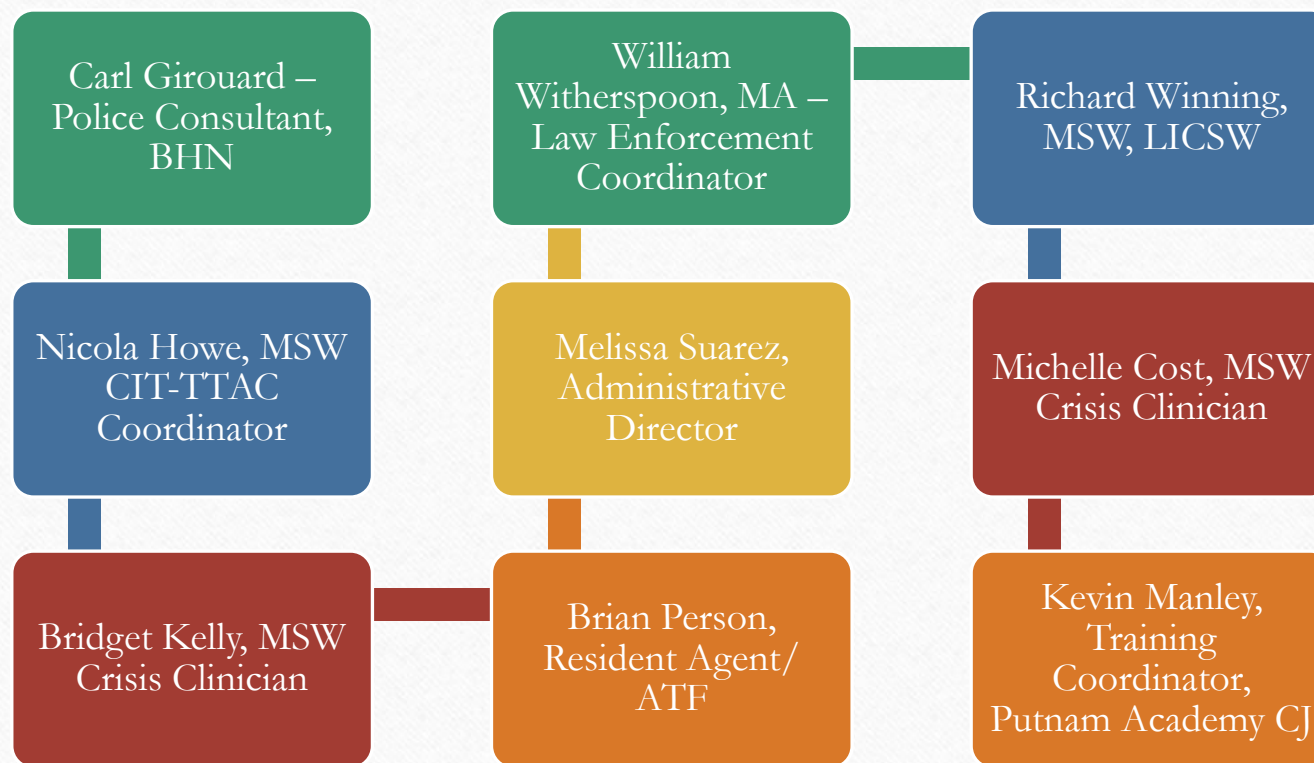 Carl Girouard –
Police Consultant,
BHN
Nicola Howe, MSW
CIT-TTAC
Coordinator
Bridget Kelly, MSW
Crisis Clinician
Brian Person,
Resident Agent/
ATF
Melissa Suarez,
Administrative
Director
William
Witherspoon, MA –
Law Enforcement
Coordinator
Richard Winning,
MSW, LICSW
Michelle Cost, MSW
Crisis Clinician
Kevin Manley,
Training
Coordinator,
Putnam Academy CJ